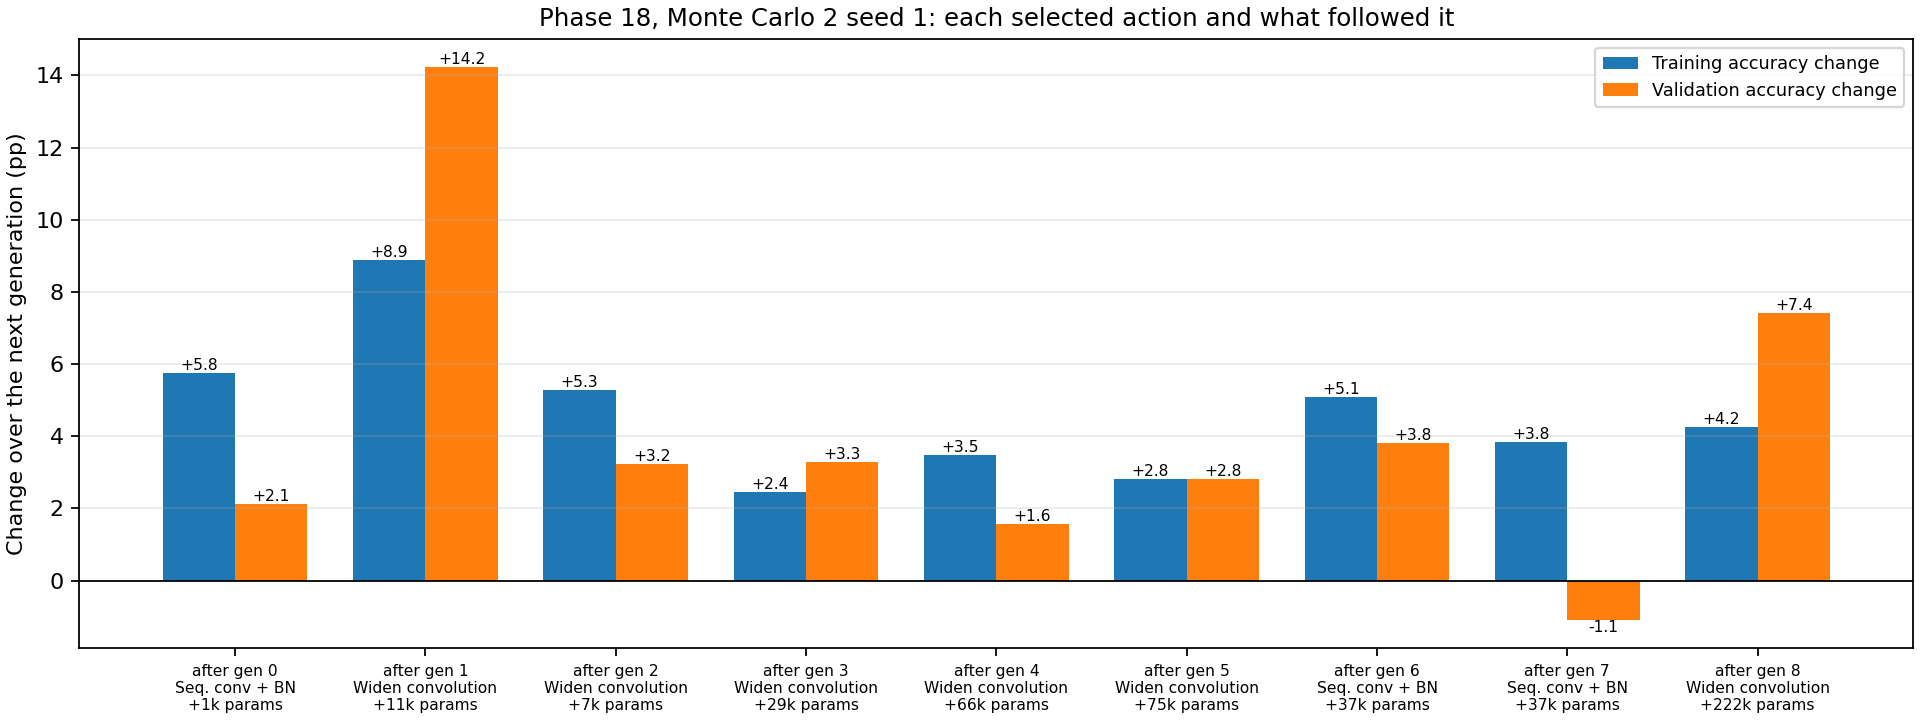 Phase 18, Monte Carlo 2 seed 1: each selected action and what followed it
Training accuracy change
Validation accuracy change
Change over the next generation (pp)
14
12
10
8
6
4
2
0
+5.8
+2.1
+8.9
+14.2
+5.3
+3.2
+2.4
+3.3
+3.5
+1.6
+2.8
+2.8
+5.1
+3.8
+3.8
-1.1
+4.2
+7.4
after gen 0
Seq. conv + BN
+1k params
after gen 1
Widen convolution
+11k params
after gen 2
Widen convolution
+7k params
after gen 3
Widen convolution
+29k params
after gen 4
Widen convolution
+66k params
after gen 5
Widen convolution
+75k params
after gen 6
Seq. conv + BN
+37k params
after gen 7
Seq. conv + BN
+37k params
after gen 8
Widen convolution
+222k params